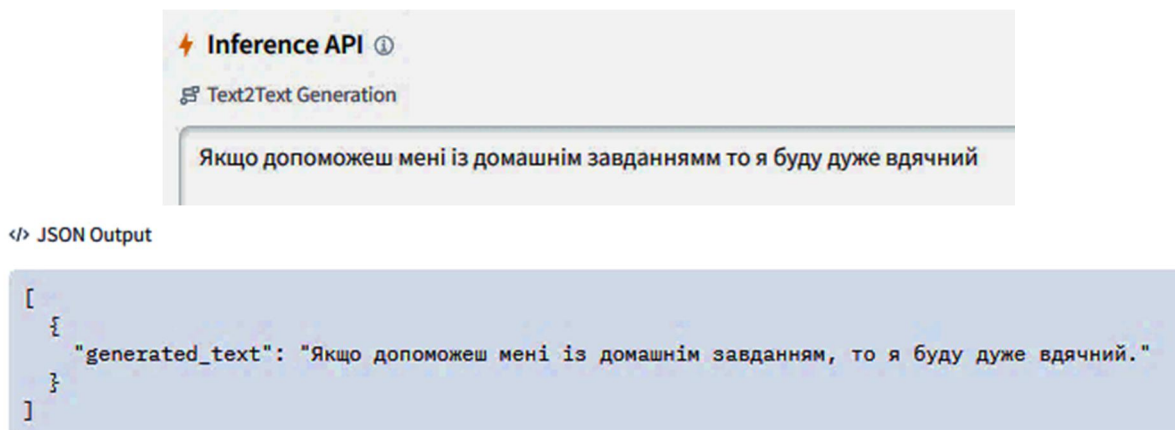 Inference API
Text2Text Generation
Якщо допоможеш мені із домашнім завданнямм то я буду дуже вдячний
</> JSON Output
[
{
"generated_text": "Якщо допоможеш мені із домашнім завданням, то я буду дуже вдячний."
}
]